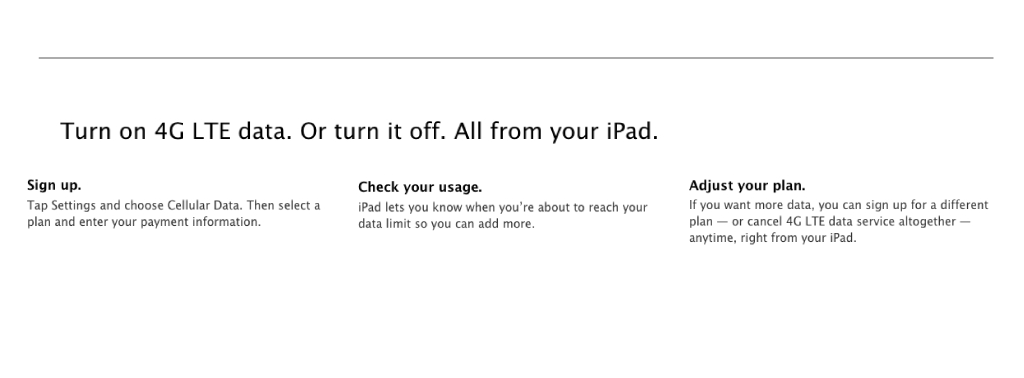 Turn on 4G LTE data. Or turn it off. All from your iPad.
Sign up.
Tap Settings and choose Cellular Data. Then select a
plan and enter your payment information.
Check your usage.
iPad lets you know when you’re about to reach your
data limit so you can add more.
Adjust your plan.
If you want more data, you can sign up for a different
plan — or cancel 4G LTE data service altogether —
anytime, right from your iPad.